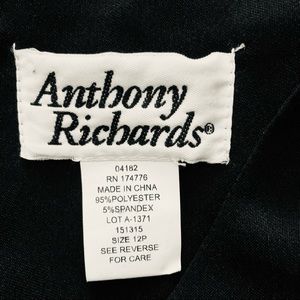 Anthony
Richards®
04182
RN 174776
MADE IN CHINA
95%POLYESTER
5%SPANDEX
LOT A-1371
151315
SIZE 12P
SEE REVERSE
FOR CARE